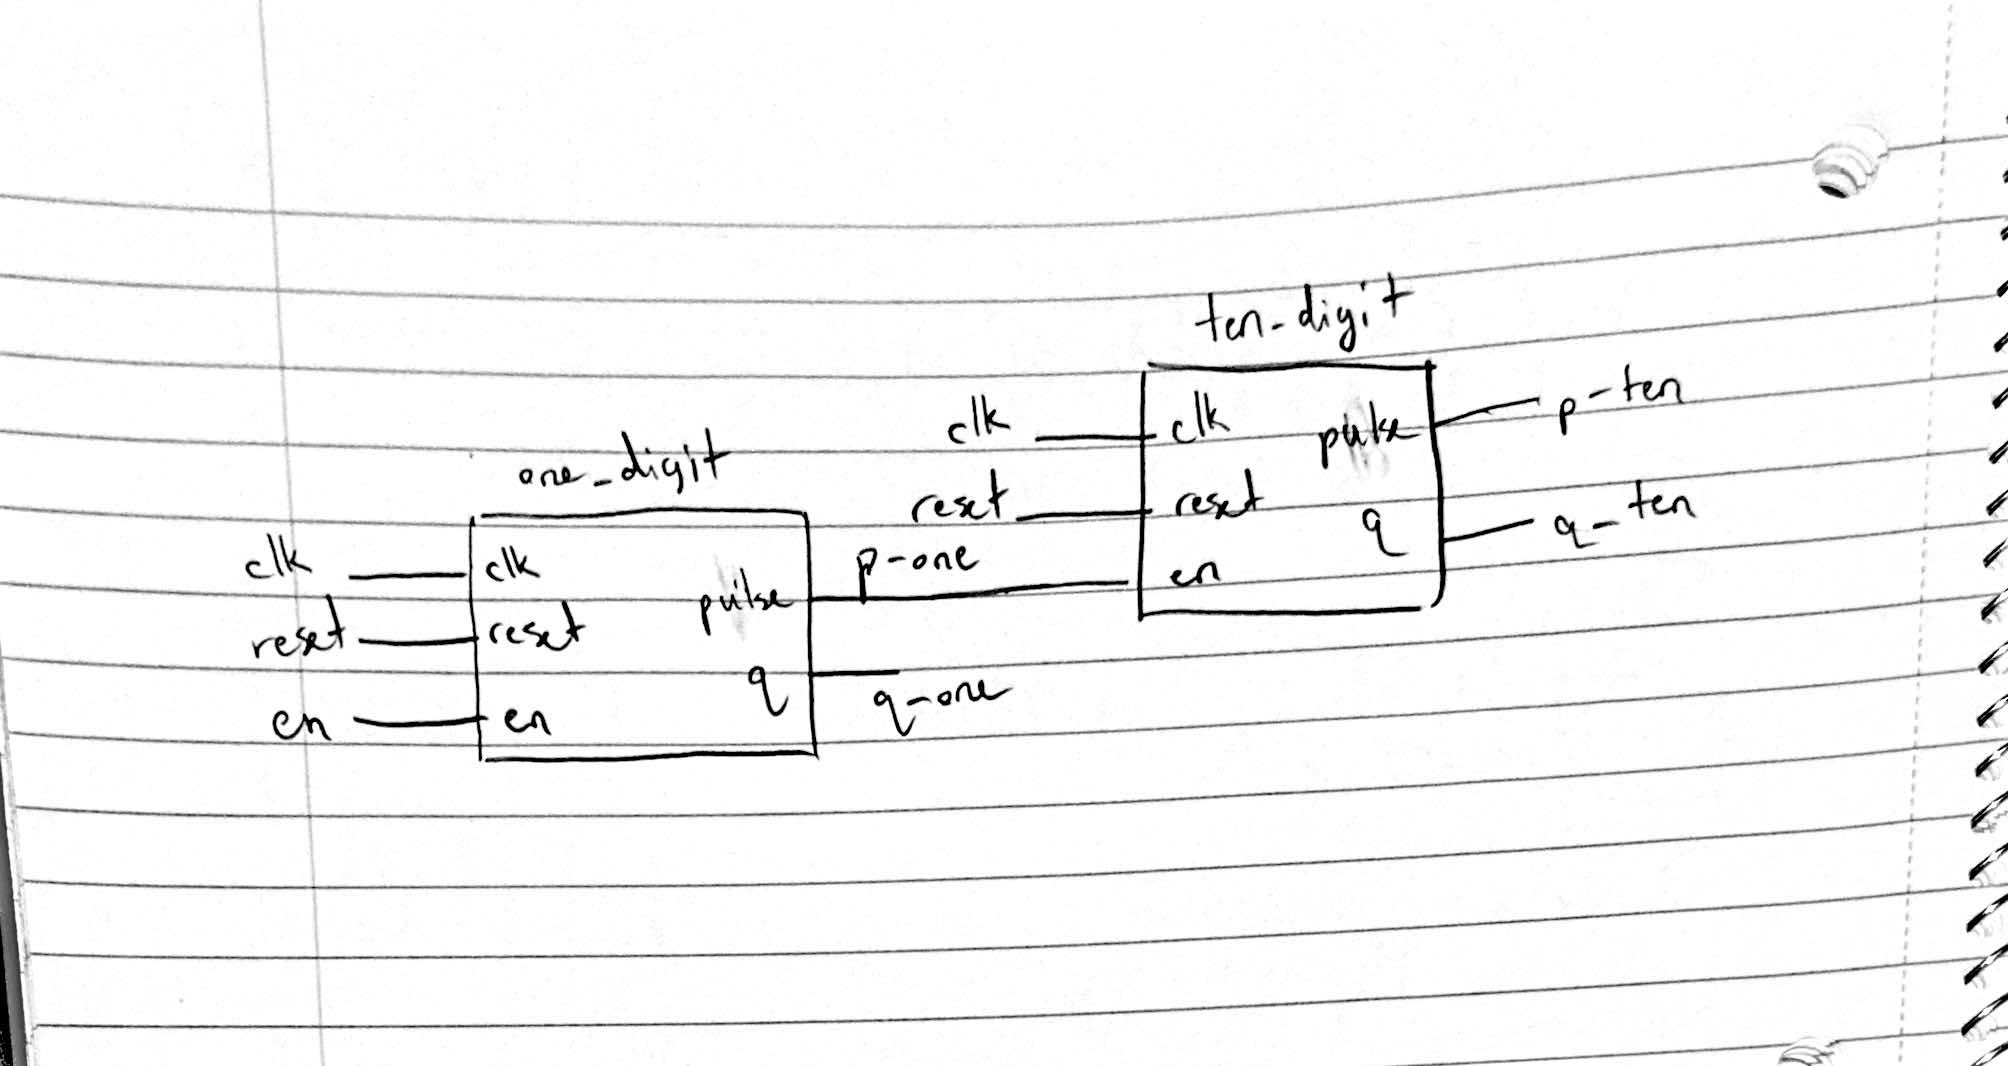 ten-digit
clk clk pulse p-ten
reset reset q q-ten
en
one_digit
clk clk pulse p-one
reset reset q q-one
en en